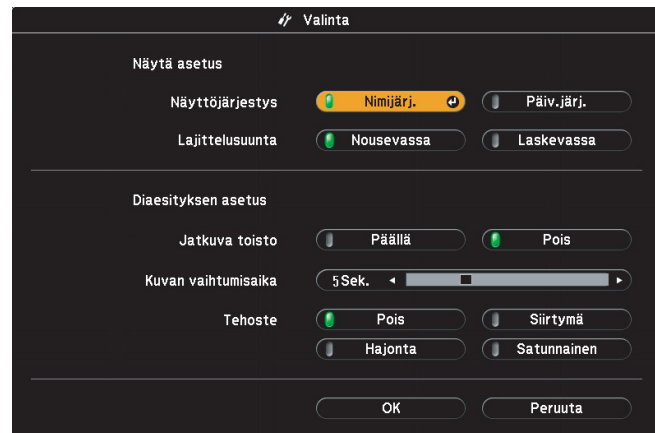 Valinta
Näytä asetus
Näyttöjärjestys Nimijärj. Päiv.järj.
Lajittelusuunta Nousevassa Laskevassa
Diaesityksen asetus
Jatkuva toisto Päällä Pois
Kuvan vaihtumisaika 5Sek.
Tehoste Pois Siirtymä
Hajonta Satunnainen
OK Peruuta